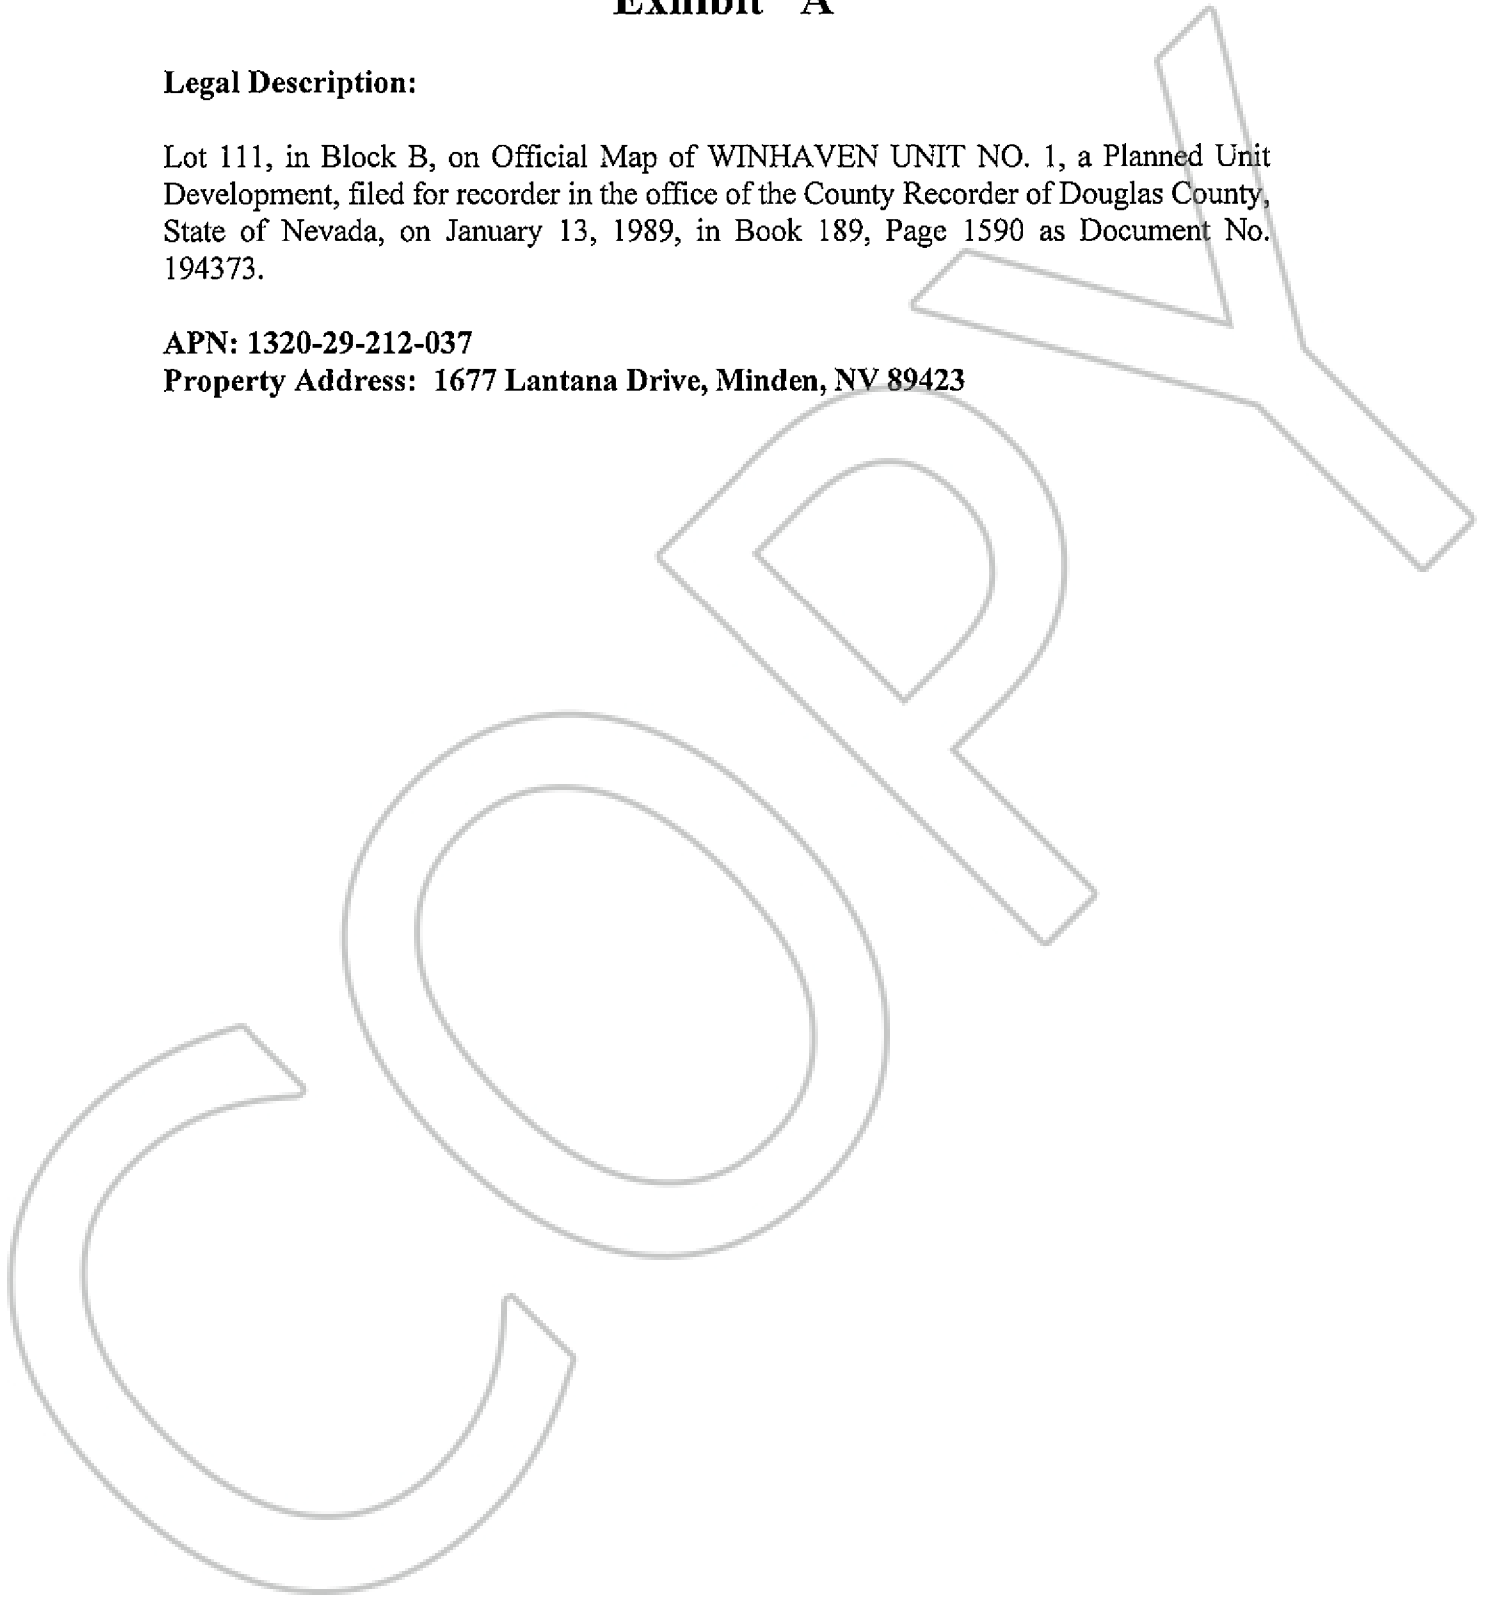 Exhibit A
Legal Description:
Lot 111, in Block B, on Official Map of WINHAVEN UNIT NO. 1, a Planned Unit
Development, filed for recorder in the office of the County Recorder of Douglas County,
State of Nevada, on January 13, 1989, in Book 189, Page 1590 as Document No.
194373.
APN: 1320-29-212-037
Property Address: 1677 Lantana Drive, Minden, NV 89423
COPY